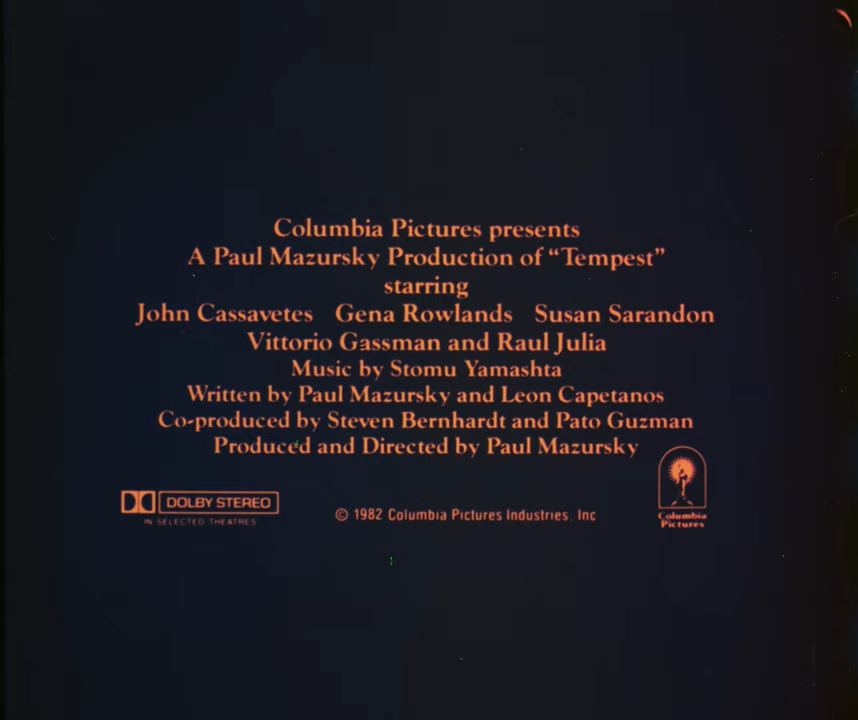 Columbia Pictures presents
A Paul Mazursky Production of “Tempest”
starring
John Cassavetes Gena Rowlands Susan Sarandon
Vittorio Gassman and Raul Julia
Music by Stomu Yamashta
Written by Paul Mazursky and Leon Capetanos
Co-produced by Steven Bernhardt and Pato Guzman
Produced and Directed by Paul Mazursky
DOLBY STEREO
IN SELECTED THEATRES
© 1982 Columbia Pictures Industries, Inc
Columbia
Pictures